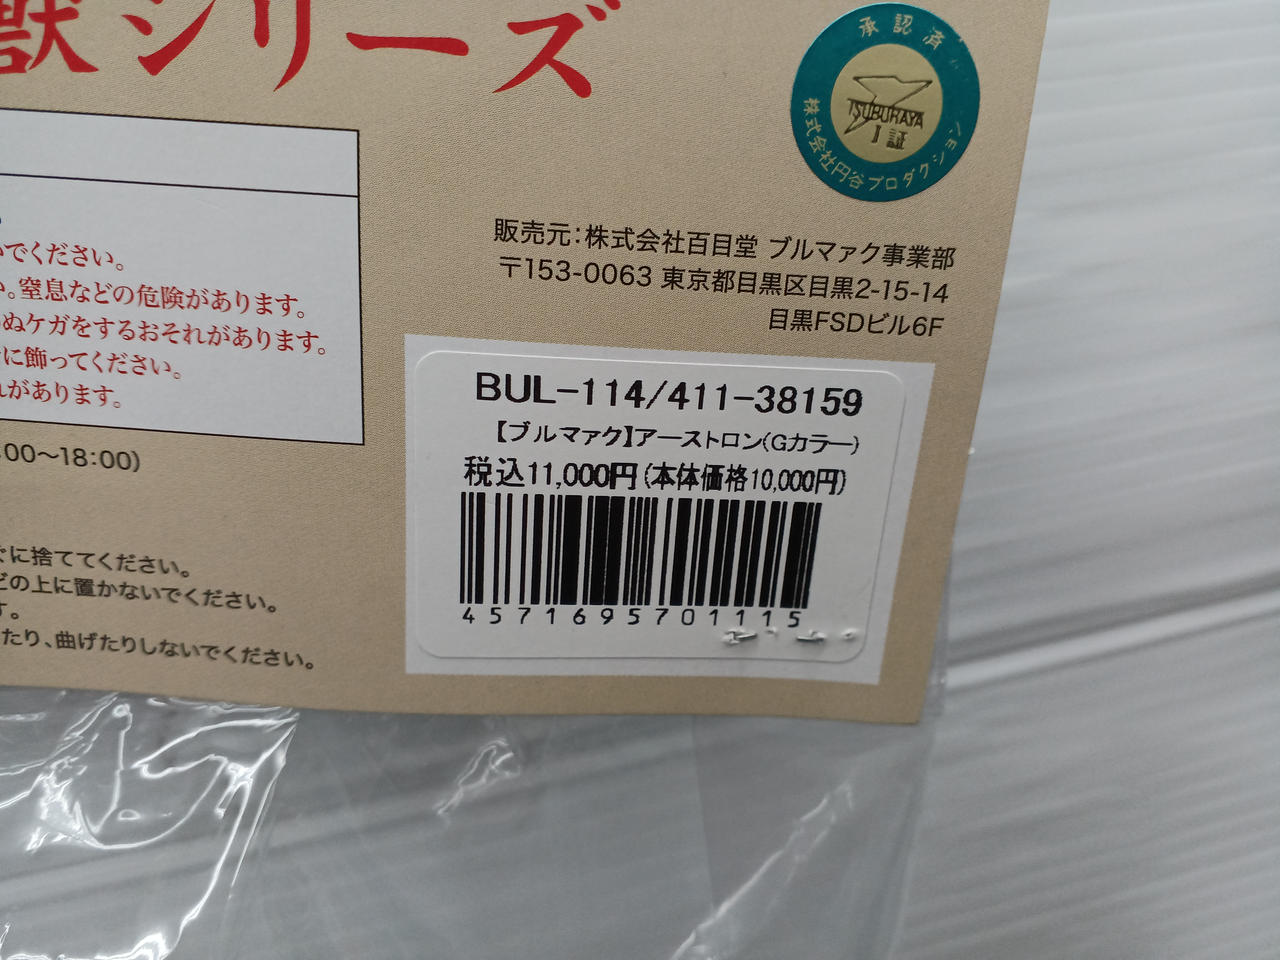 獣シリーズ
承認済
TSUBURAYA
I証
株式会社円谷プロダクション
販売元:株式会社百目堂 ブルマァク事業部
〒153-0063 東京都目黒区目黒2-15-14
目黒FSDビル6F
いでください。
い。窒息などの危険があります。
ぬケガをするおそれがあります。
に飾ってください。
れがあります。
:00〜18:00)
ぐに捨ててください。
どの上に置かないでください。
す。
たり、曲げたりしないでください。
BUL-114/411-38159
【ブルマァク】アーストロン(Gカラー)
税込11,000円(本体価格10,000円)
4571695701115